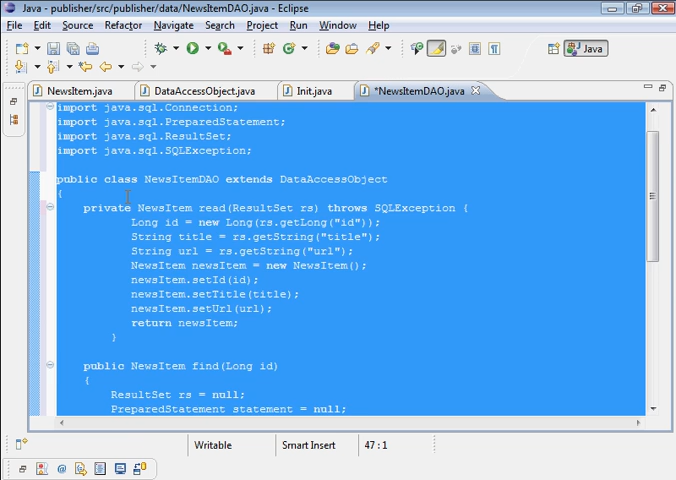 Java - publisher/src/publisher/data/NewsItemDAO.java - Eclipse
File Edit Source Refactor Navigate Search Project Run Window Help
Java
NewsItem.java DataAccessObject.java Init.java *NewsItemDAO.java
import java.sql.Connection;
import java.sql.PreparedStatement;
import java.sql.ResultSet;
import java.sql.SQLException;
public class NewsItemDAO extends DataAccessObject
{
private NewsItem read(ResultSet rs) throws SQLException {
Long id = new Long(rs.getLong("id"));
String title = rs.getString("title");
String url = rs.getString("url");
NewsItem newsItem = new NewsItem();
newsItem.setId(id);
newsItem.setTitle(title);
newsItem.setUrl(url);
return newsItem;
}
public NewsItem find(Long id)
{
ResultSet rs = null;
PreparedStatement statement = null;
Writable Smart Insert 47 : 1